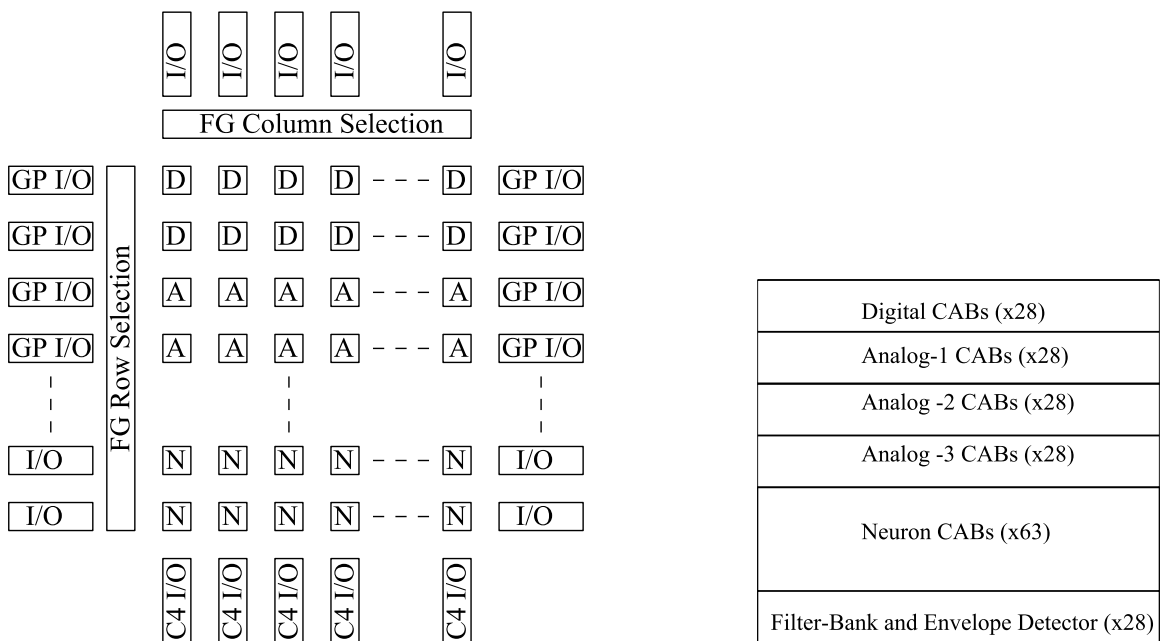 I/O I/O I/O I/O I/O
FG Column Selection
GP I/O D D D D D GP I/O
GP I/O D D D D D GP I/O
GP I/O A A A A A GP I/O
GP I/O A A A A A GP I/O
FG Row Selection
I/O N N N N N I/O
I/O N N N N N I/O
C4 I/O C4 I/O C4 I/O C4 I/O C4 I/O
Digital CABs (x28)
Analog-1 CABs (x28)
Analog -2 CABs (x28)
Analog -3 CABs (x28)
Neuron CABs (x63)
Filter-Bank and Envelope Detector (x28)